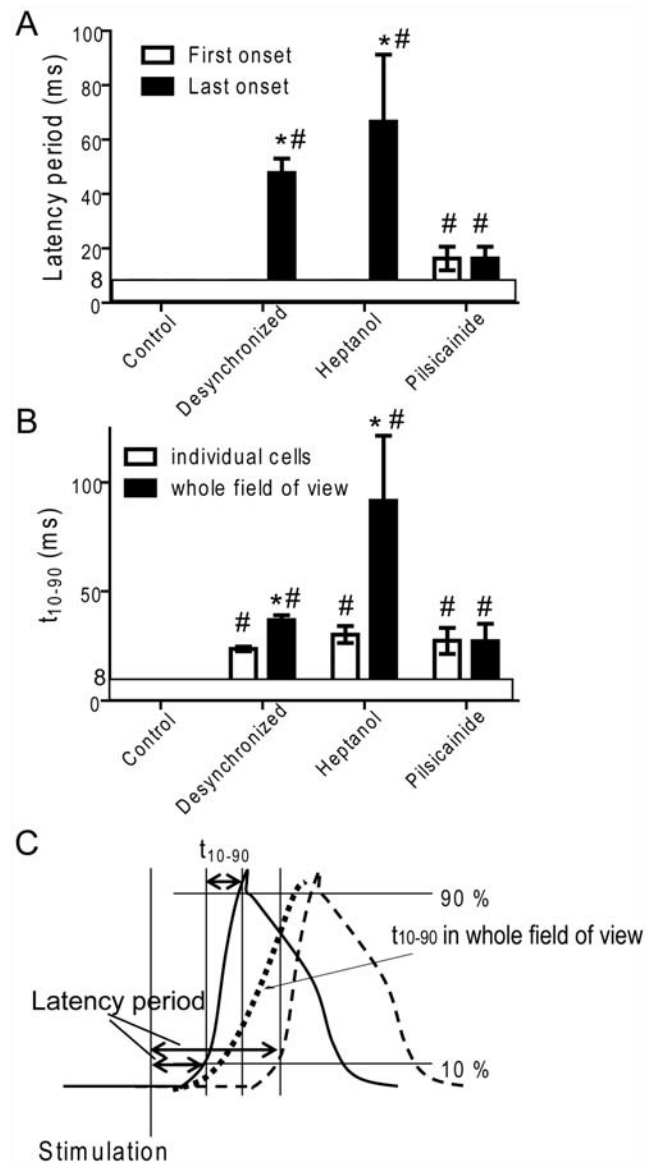 A
First onset
Last onset
Latency period (ms)
100
80
60
40
20
8
0
*#
*#
# #
Control
Desynchronized
Heptanol
Pilsicainide
B
individual cells
whole field of view
t10-90 (ms)
100
50
8
0
#
*#
#
*#
# #
Control
Desynchronized
Heptanol
Pilsicainide
C
t10-90
90 %
t10-90 in whole field of view
Latency period
10 %
Stimulation